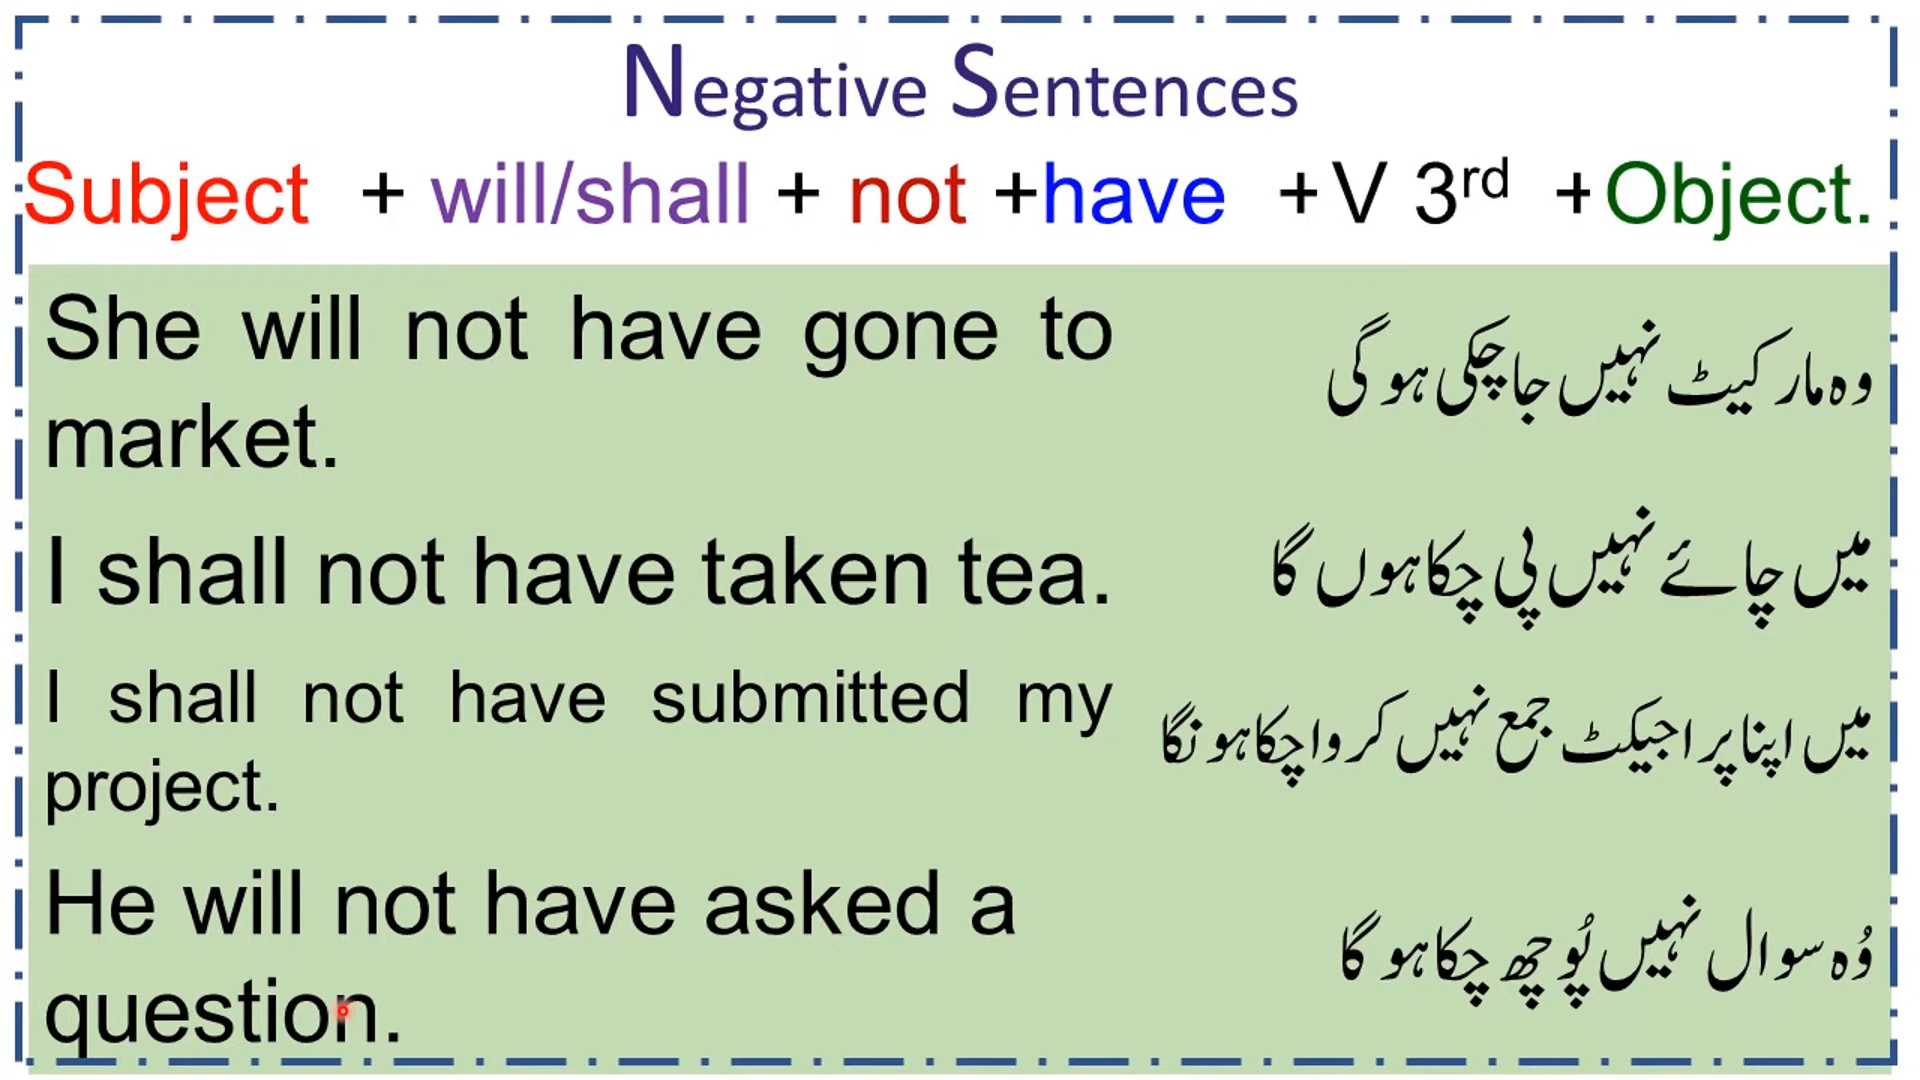 Negative Sentences
Subject + will/shall + not +have + V 3rd + Object.
She will not have gone to
market.
وہ مارکیٹ نہیں جا چکی ہو گی
I shall not have taken tea.
میں چائے نہیں پی چکا ہوں گا
I shall not have submitted my
project.
میں اپنا پراجیکٹ جمع نہیں کروا چکا ہونگا
He will not have asked a
question.
وُہ سوال نہیں پُوچھ چکا ہو گا